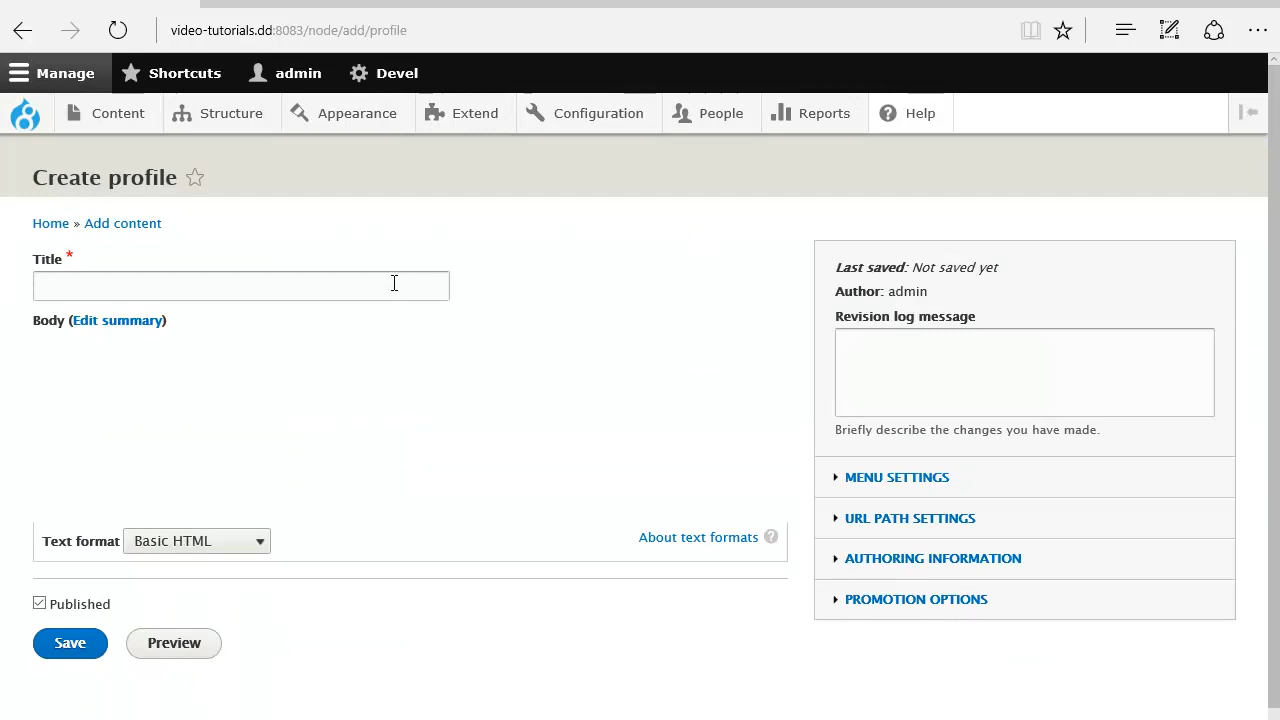 video-tutorials.dd:8083/node/add/profile
Manage Shortcuts admin Devel
Content Structure Appearance Extend Configuration People Reports Help
Create profile
Home » Add content
Title *
Body (Edit summary)
Text format Basic HTML About text formats ?
Published
Save Preview
Last saved: Not saved yet
Author: admin
Revision log message
Briefly describe the changes you have made.
MENU SETTINGS
URL PATH SETTINGS
AUTHORING INFORMATION
PROMOTION OPTIONS